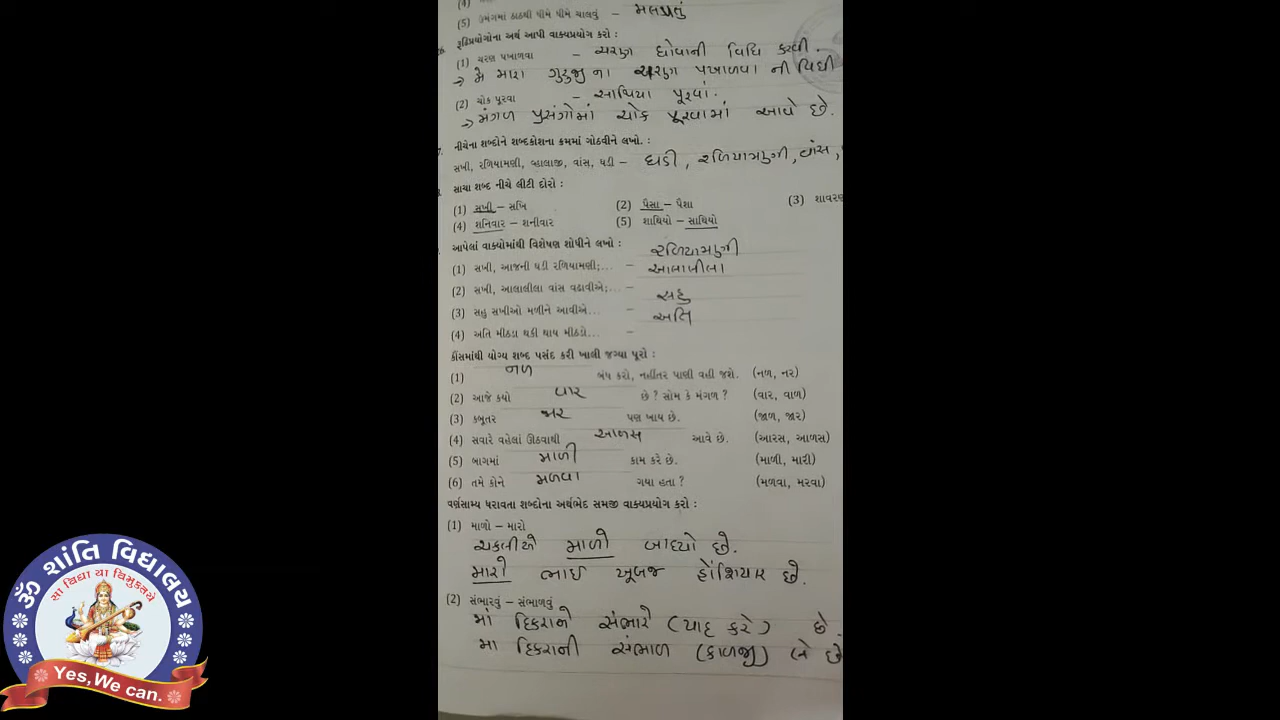 (4)
(5) ઉમંગમાં ઠાઠથી ધીમે ધીમે ચાલવું – મલપતું
રૂઢિપ્રયોગોના અર્થ આપી વાક્યપ્રયોગ કરો :
(1) ચરણ પખાળવા – ચરણ ધોવાની વિધિ કરવી.
→ મેં મારા ગુરુજી ના ચરણ પખાળવા ની વિધી
(2) ચોક પૂરવા – સાથિયા પૂરવાં.
→ મંગળ પ્રસંગોમાં ચોક પૂરવામાં આવે છે.
નીચેના શબ્દોને શબ્દકોશના ક્રમમાં ગોઠવીને લખો :
સખી, રળિયામણી, વડાલાજી, વાંસ, ઘડી – ઘડી, રળિયામણી, વાંસ,
સાચા શબ્દ નીચે લીટી દોરો :
(1) સખી – સખિ (2) પૈસા – પૈશા (3) શાવરણ
(4) શનિવાર – શનીવાર (5) શાથિયો – સાથિયો
આપેલાં વાક્યોમાંથી વિશેષણ શોધીને લખો :
(1) સખી, આજની ઘડી રળિયામણી;... – રળિયામણી
(2) સખી, આલાલીલા વાંસ વઢાવીએ;... – આલાલીલા
(3) સહુ સખીઓ મળીને આવીએ... – સહુ
(4) અતિ મીઠડા થકી થાય મીઠડો... – અતિ
કૌંસમાંથી યોગ્ય શબ્દ પસંદ કરી ખાલી જગ્યા પૂરો :
(1) નળ બંધ કરો, નહીંતર પાણી વહી જશે. (નળ, નર)
(2) આજે કયો વાર છે ? સોમ કે મંગળ ? (વાર, વાળ)
(3) કબૂતર જાર પણ ખાય છે. (જાળ, જાર)
(4) સવારે વહેલાં ઊઠવાથી આળસ આવે છે. (આરસ, આળસ)
(5) બાગમાં માળી કામ કરે છે. (માળી, મારી)
(6) તમે કોને મળવા ગયા હતા ? (મળવા, મરવા)
વર્ણસામ્ય ધરાવતા શબ્દોના અર્થભેદ સમજી વાક્યપ્રયોગ કરો :
(1) માળો – મારો
ચકલીએ માળો બાંધ્યો છે.
મારો ભાઈ ખૂબજ હોંશિયાર છે.
(2) સંભારવું – સંભાળવું
માં દિકરાને સંભારે (યાદ કરે) છે.
મા દિકરાની સંભાળ (કાળજી) લે છે
ૐ શાંતિ વિદ્યાલય
સા વિદ્યા યા વિમુક્તયે
Yes,We can.